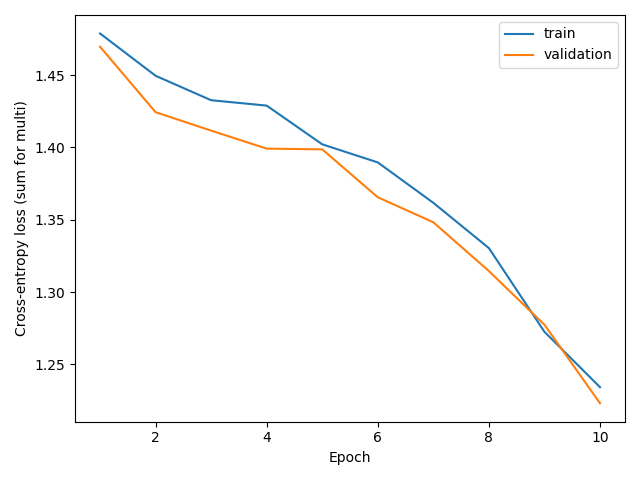 train
validation
1.45
1.40
1.35
1.30
1.25
Cross-entropy loss (sum for multi)
2 4 6 8 10
Epoch